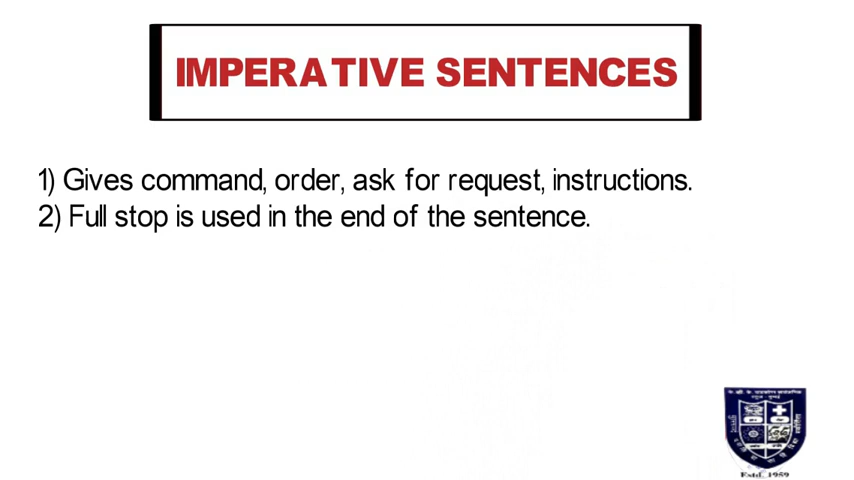 IMPERATIVE SENTENCES
1) Gives command, order, ask for request, instructions.
2) Full stop is used in the end of the sentence.
Estd. 1959